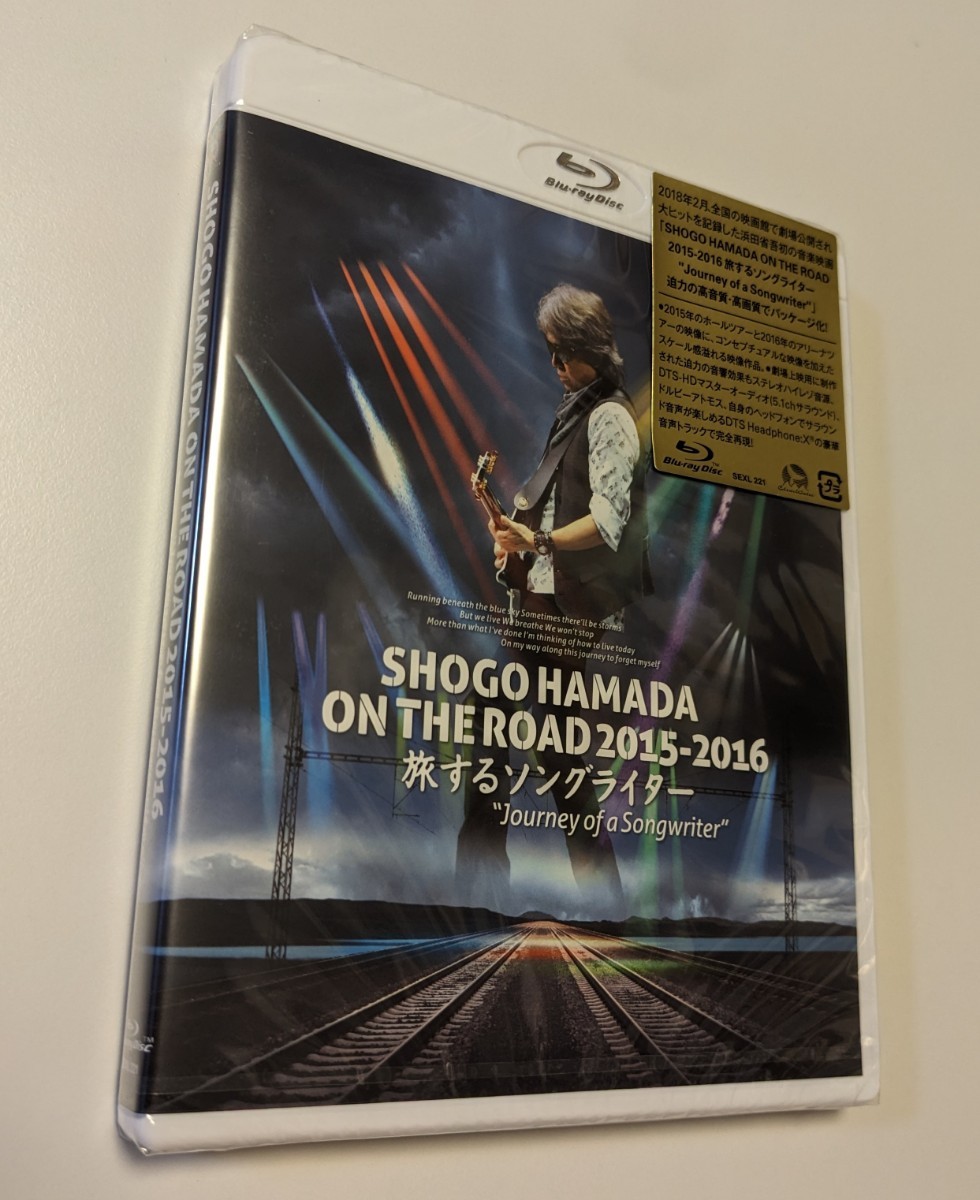 Blu-ray Disc
2018年2月、全国の映画館で劇場公開され
大ヒットを記録した浜田省吾初の音楽映画
「SHOGO HAMADA ON THE ROAD
2015-2016 旅するソングライター
"Journey of a Songwriter"」
迫力の高音質・高画質でパッケージ化!
●2015年のホールツアーと2016年のアリーナツ
アーの映像に、コンセプチュアルな映像を加えた
スケール感溢れる映像作品。●劇場上映用に制作
された迫力の音響効果もステレオハイレゾ音源、
DTS-HDマスターオーディオ(5.1chサラウンド)、
ドルビーアトモス、自身のヘッドフォンでサラウン
ド音声が楽しめるDTS Headphone:X®の豪華
音声トラックで完全再現!
Blu-ray Disc™
SEXL 221
プラ
Running beneath the blue sky Sometimes there'll be storms
But we live We breathe We won't stop
More than what I've done I'm thinking of how to live today
On my way along this journey to forget myself
SHOGO HAMADA
ON THE ROAD 2015-2016
旅するソングライター
"Journey of a Songwriter"
SHOGO HAMADA ON THE ROAD 2015-2016